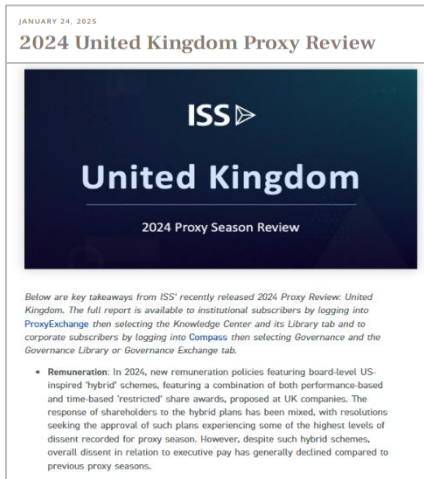 JANUARY 24, 2025
2024 United Kingdom Proxy Review
ISS
United Kingdom
2024 Proxy Season Review
Below are key takeaways from ISS' recently released 2024 Proxy Review: United
Kingdom. The full report is available to institutional subscribers by logging into
ProxyExchange then selecting the Knowledge Center and its Library tab and to
corporate subscribers by logging into Compass then selecting Governance and the
Governance Library or Governance Exchange tab.
• Remuneration: In 2024, new remuneration policies featuring board-level US-
inspired 'hybrid' schemes, featuring a combination of both performance-based
and time-based 'restricted' share awards, proposed at UK companies. The
response of shareholders to the hybrid plans has been mixed, with resolutions
seeking the approval of such plans experiencing some of the highest levels of
dissent recorded for proxy season. However, despite such hybrid schemes,
overall dissent in relation to executive pay has generally declined compared to
previous proxy seasons.